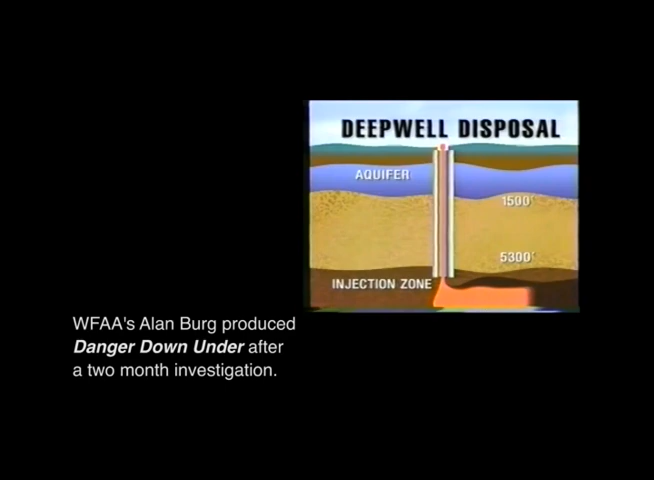 DEEPWELL DISPOSAL
AQUIFER
1500'
5300'
INJECTION ZONE
WFAA's Alan Burg produced
Danger Down Under after
a two month investigation.